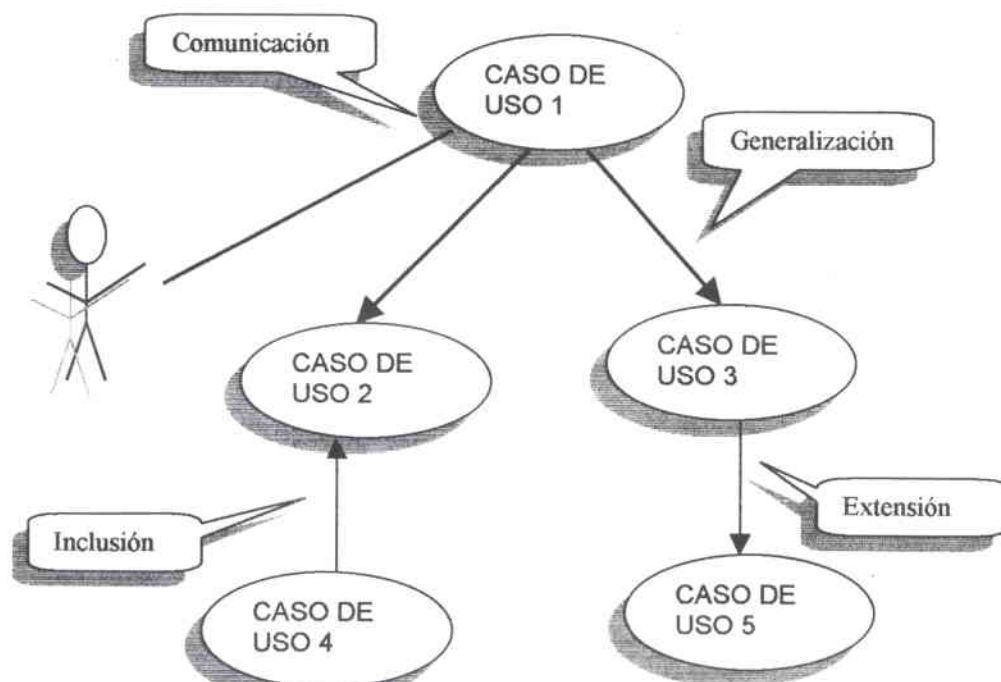 Comunicación
CASO DE
USO 1
Generalización
CASO DE
USO 2
CASO DE
USO 3
Inclusión
Extensión
CASO DE
USO 4
CASO DE
USO 5